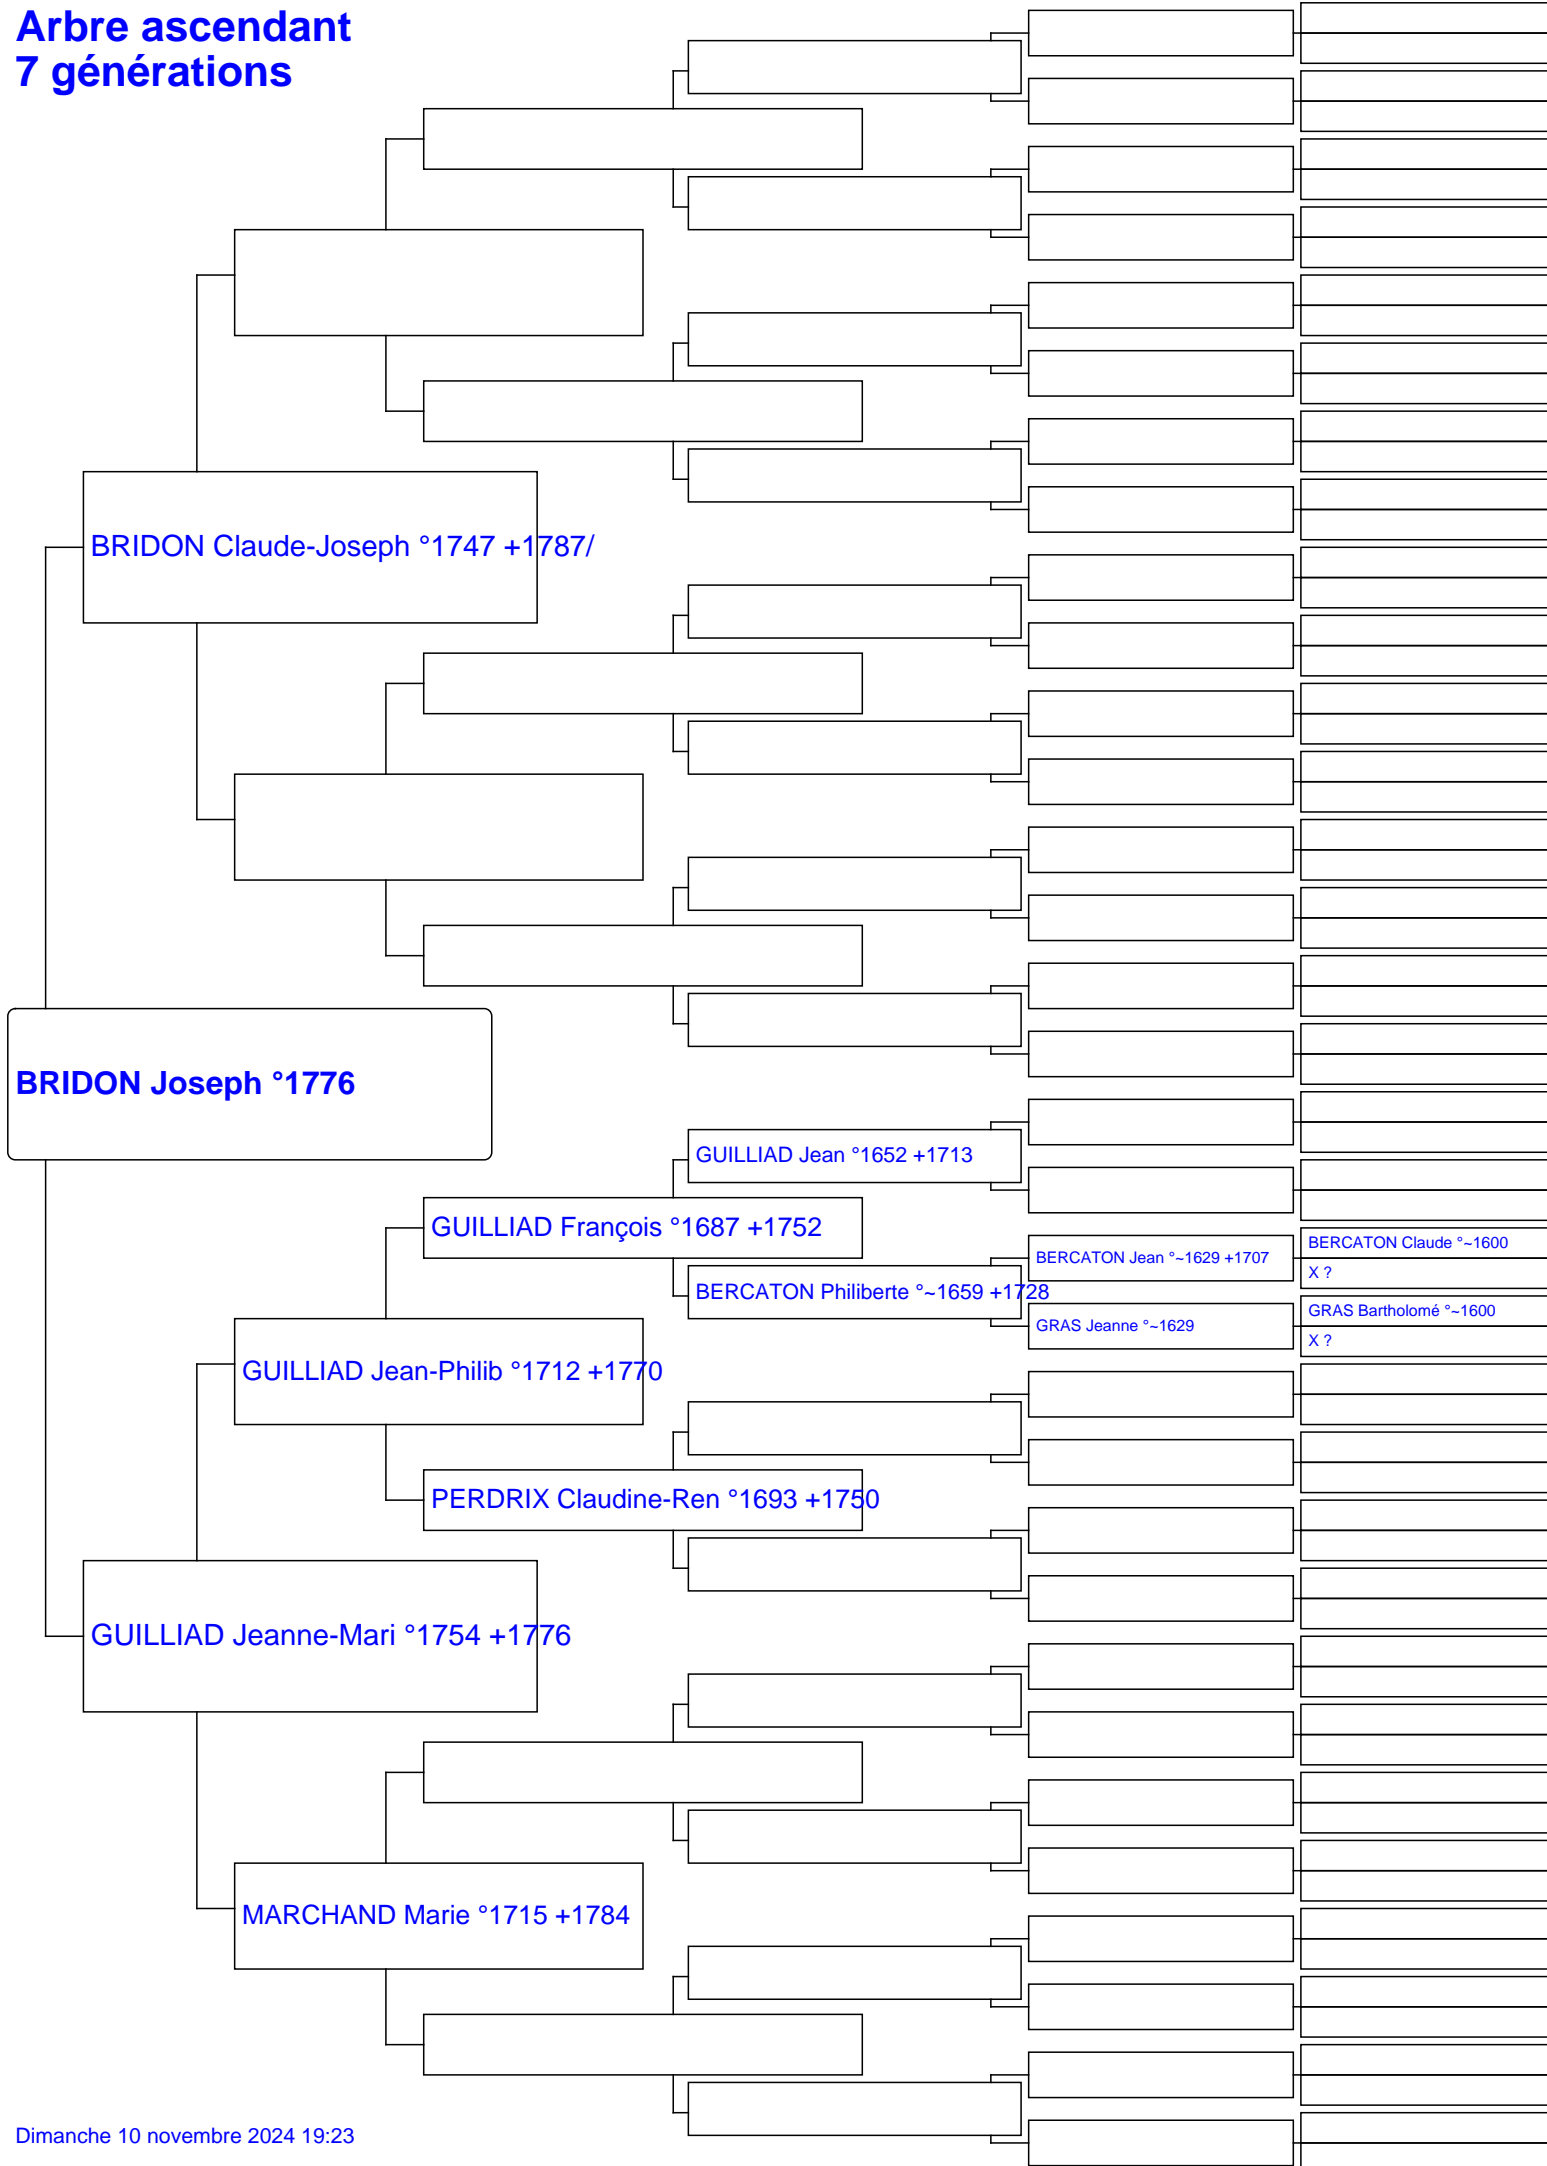 Arbre ascendant
7 générations
BRIDON Claude-Joseph °1747 +1787/
BRIDON Joseph °1776
GUILLIAD Jean °1652 +1713
GUILLIAD François °1687 +1752
BERCATON Jean °~1629 +1707
BERCATON Claude °~1600
X ?
BERCATON Philiberte °~1659 +1728
GRAS Jeanne °~1629
GRAS Bartholomé °~1600
X ?
GUILLIAD Jean-Philib °1712 +1770
PERDRIX Claudine-Ren °1693 +1750
GUILLIAD Jeanne-Mari °1754 +1776
MARCHAND Marie °1715 +1784
Dimanche 10 novembre 2024 19:23